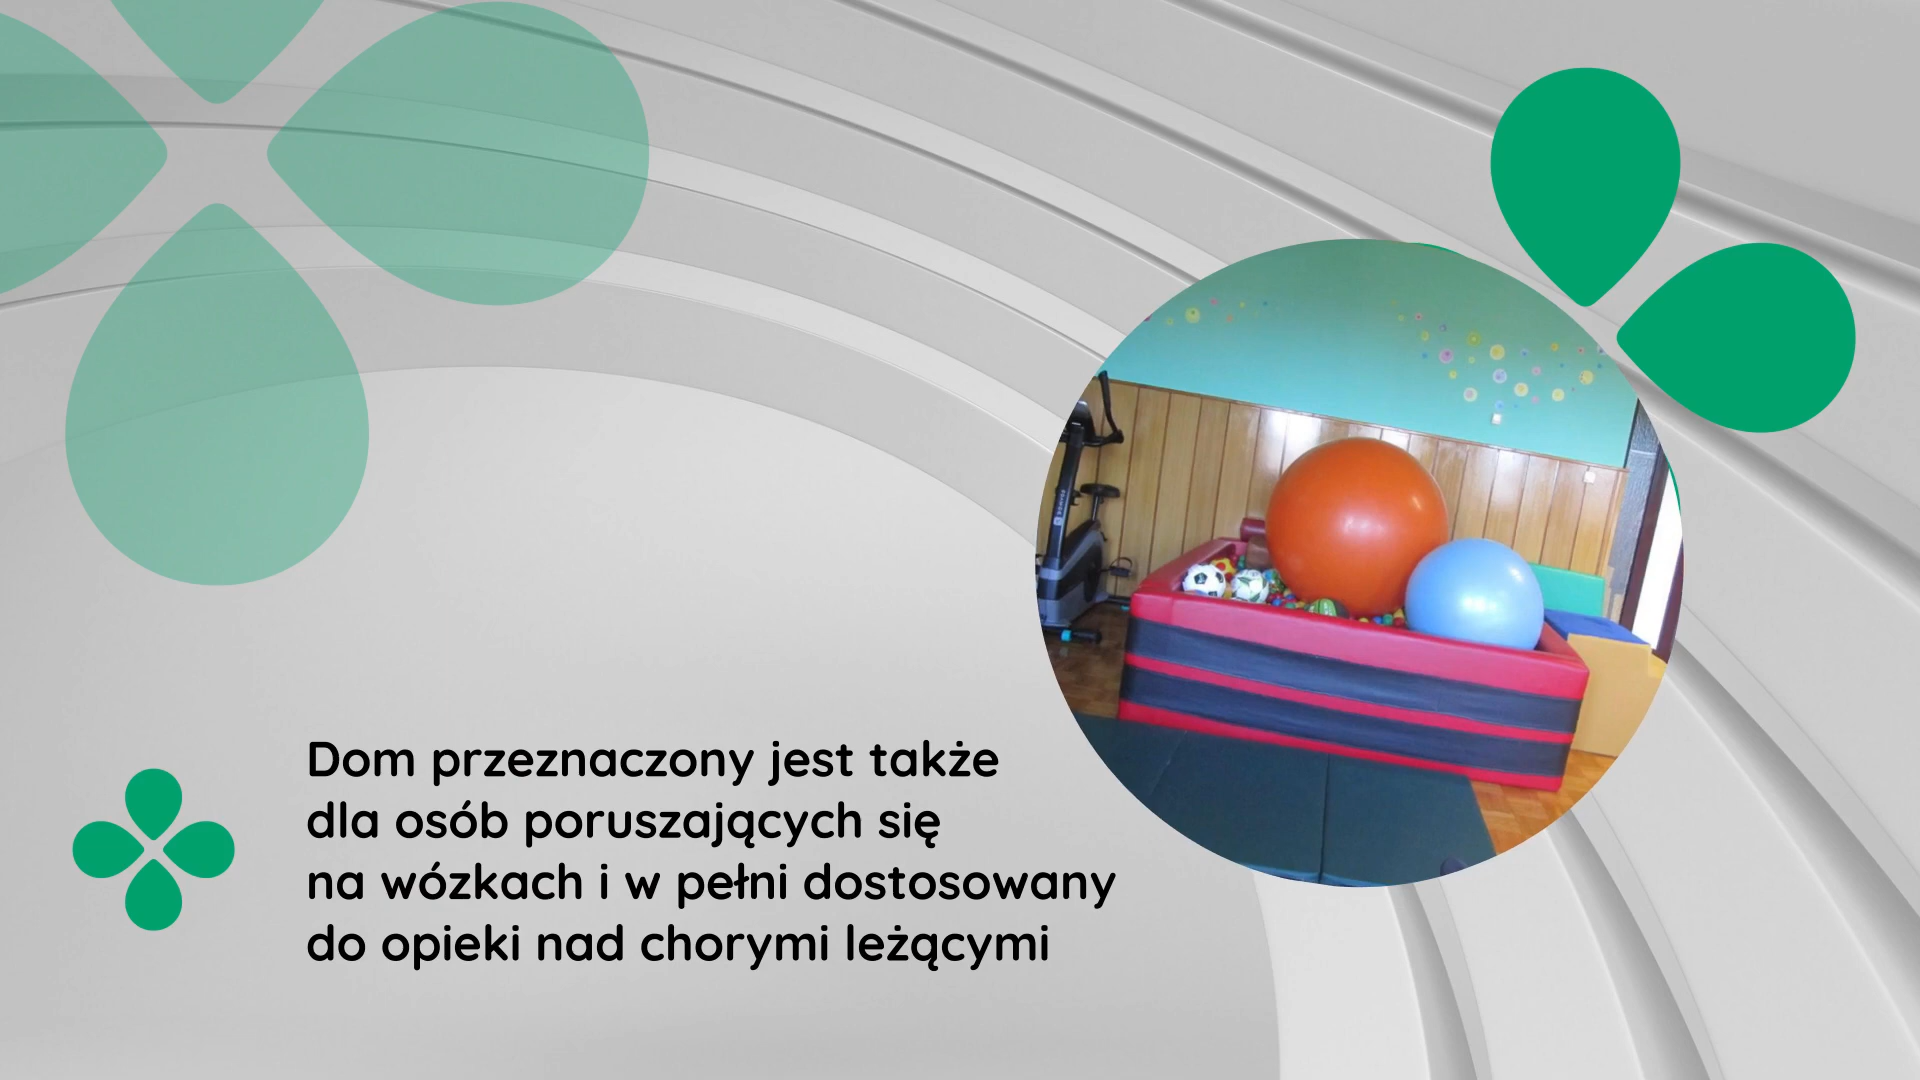 Dom przeznaczony jest także
dla osób poruszających się
na wózkach i w pełni dostosowany
do opieki nad chorymi leżącymi